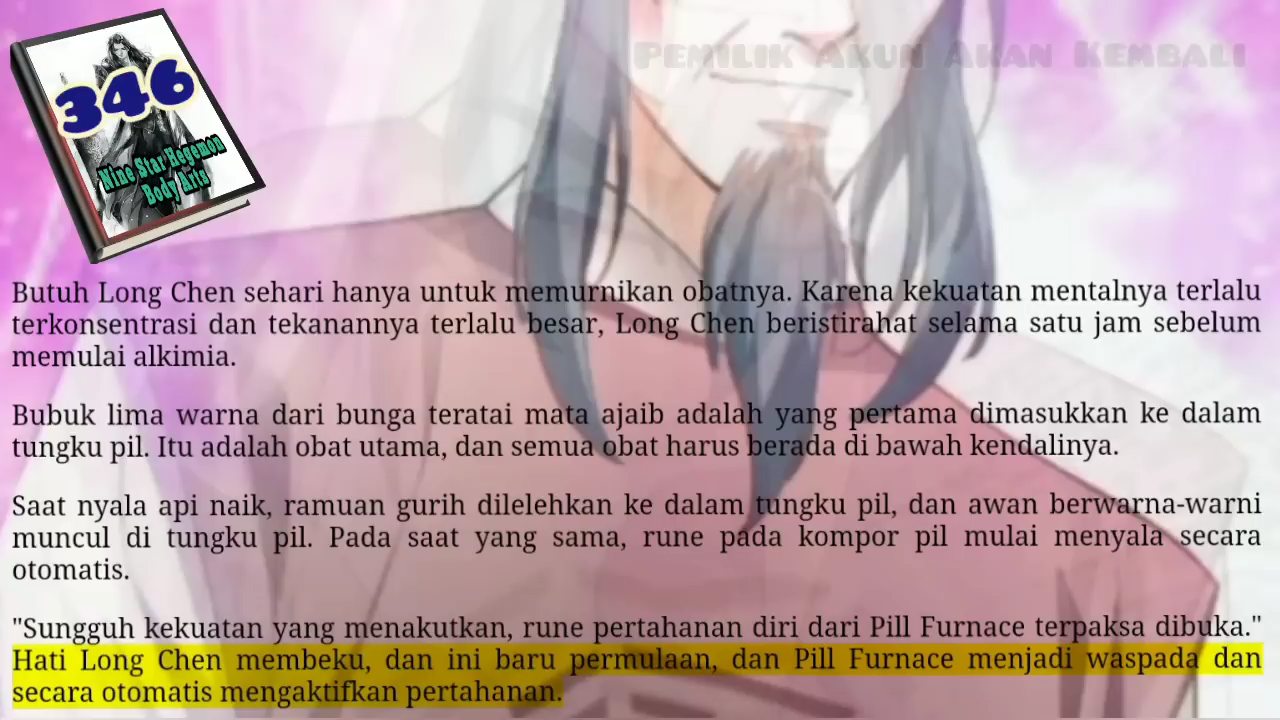 Pemilik Akun Akan Kembali
346
Nine Star Hegemon
Body Arts
Butuh Long Chen sehari hanya untuk memurnikan obatnya. Karena kekuatan mentalnya terlalu
terkonsentrasi dan tekanannya terlalu besar, Long Chen beristirahat selama satu jam sebelum
memulai alkimia.
Bubuk lima warna dari bunga teratai mata ajaib adalah yang pertama dimasukkan ke dalam
tungku pil. Itu adalah obat utama, dan semua obat harus berada di bawah kendalinya.
Saat nyala api naik, ramuan gurih dilelehkan ke dalam tungku pil, dan awan berwarna-warni
muncul di tungku pil. Pada saat yang sama, rune pada kompor pil mulai menyala secara
otomatis.
"Sungguh kekuatan yang menakutkan, rune pertahanan diri dari Pill Furnace terpaksa dibuka."
Hati Long Chen membeku, dan ini baru permulaan, dan Pill Furnace menjadi waspada dan
secara otomatis mengaktifkan pertahanan.